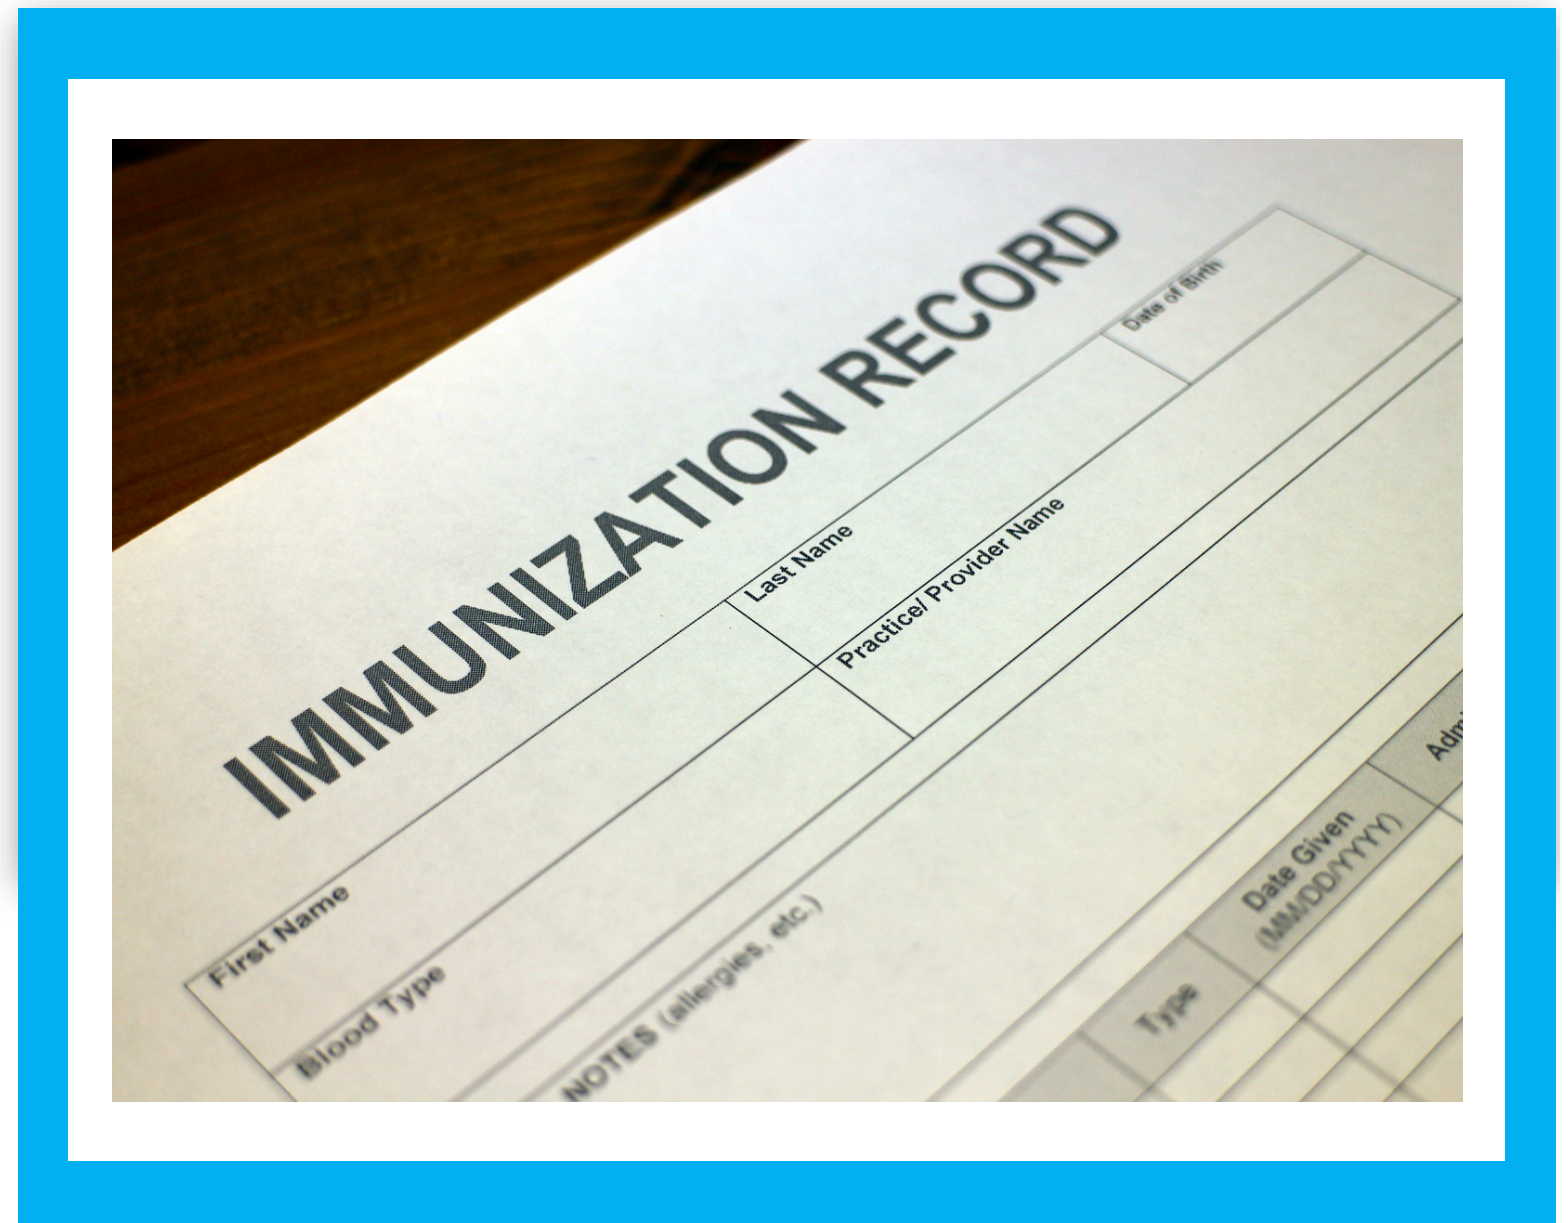 IMMUNIZATION RECORD
First Name
Last Name
Date of Birth
Blood Type
Practice/ Provider Name
NOTES (allergies, etc.)
Type
Date Given
(MM/DD/YYYY)